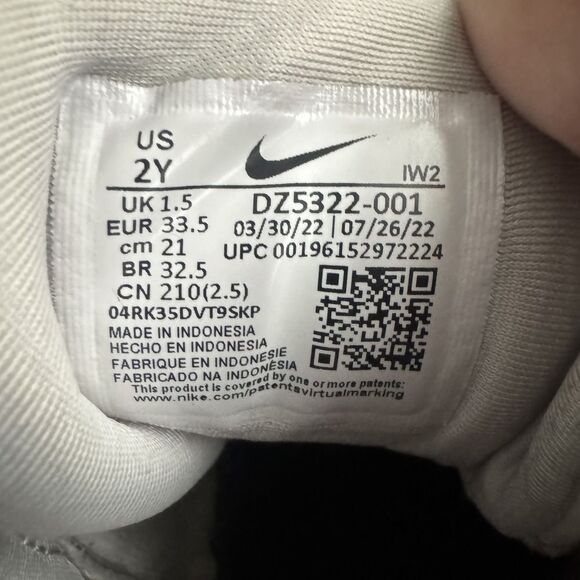 US
2Y
IW2
UK 1.5
DZ5322-001
EUR 33.5
03/30/22 | 07/26/22
cm 21
UPC 00196152972224
BR 32.5
CN 210(2.5)
04RK35DVT9SKP
MADE IN INDONESIA
HECHO EN INDONESIA
FABRIQUE EN INDONESIE
FABRICADO NA INDONÉSIA
This product is covered by one or more patents:
www.nike.com/patentsvirtualmarking